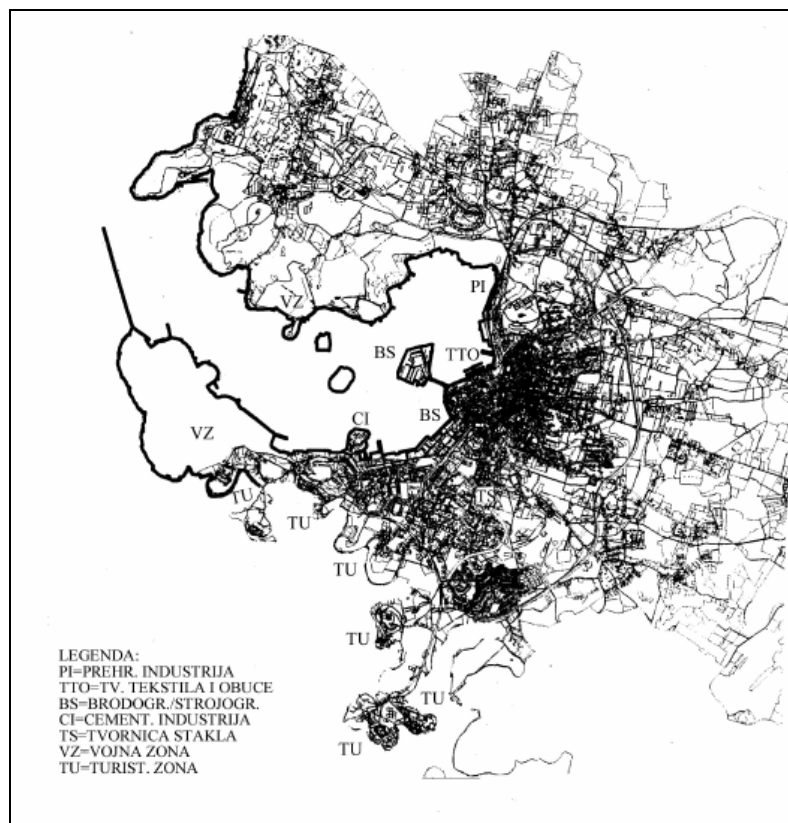 PI
VZ
BS
TTO
BS
CI
VZ
TU
TS
TU
TU
TU
TU
TU
LEGENDA:
PI=PREHR. INDUSTRIJA
TTO=TV. TEKSTILA I OBUCE
BS=BRODOGR./STROJOGR.
CI=CEMENT. INDUSTRIJA
TS=TVORNICA STAKLA
VZ=VOJNA ZONA
TU=TURIST. ZONA